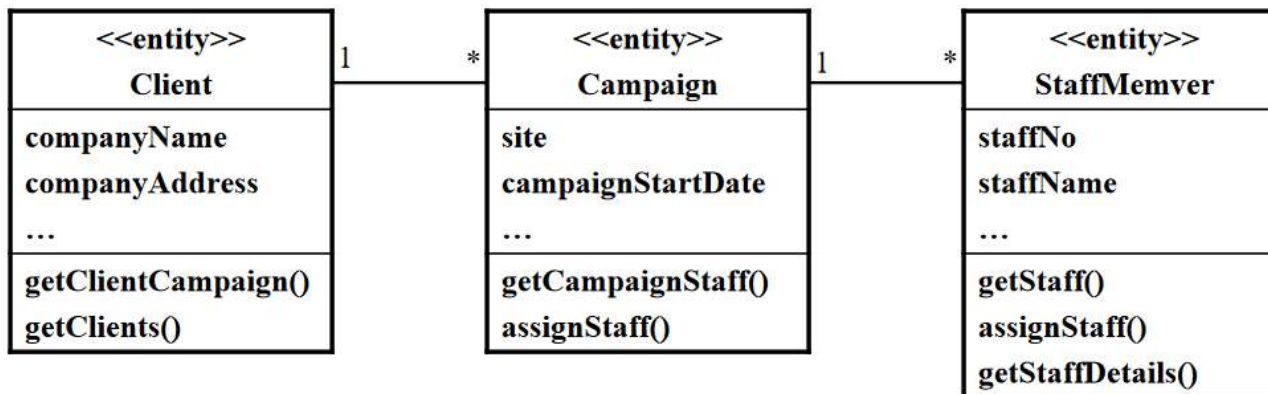 <<entity>>
Client
companyName
companyAddress
…
getClientCampaign()
getClients()
1
*
<<entity>>
Campaign
site
campaignStartDate
…
getCampaignStaff()
assignStaff()
1
*
<<entity>>
StaffMemver
staffNo
staffName
…
getStaff()
assignStaff()
getStaffDetails()